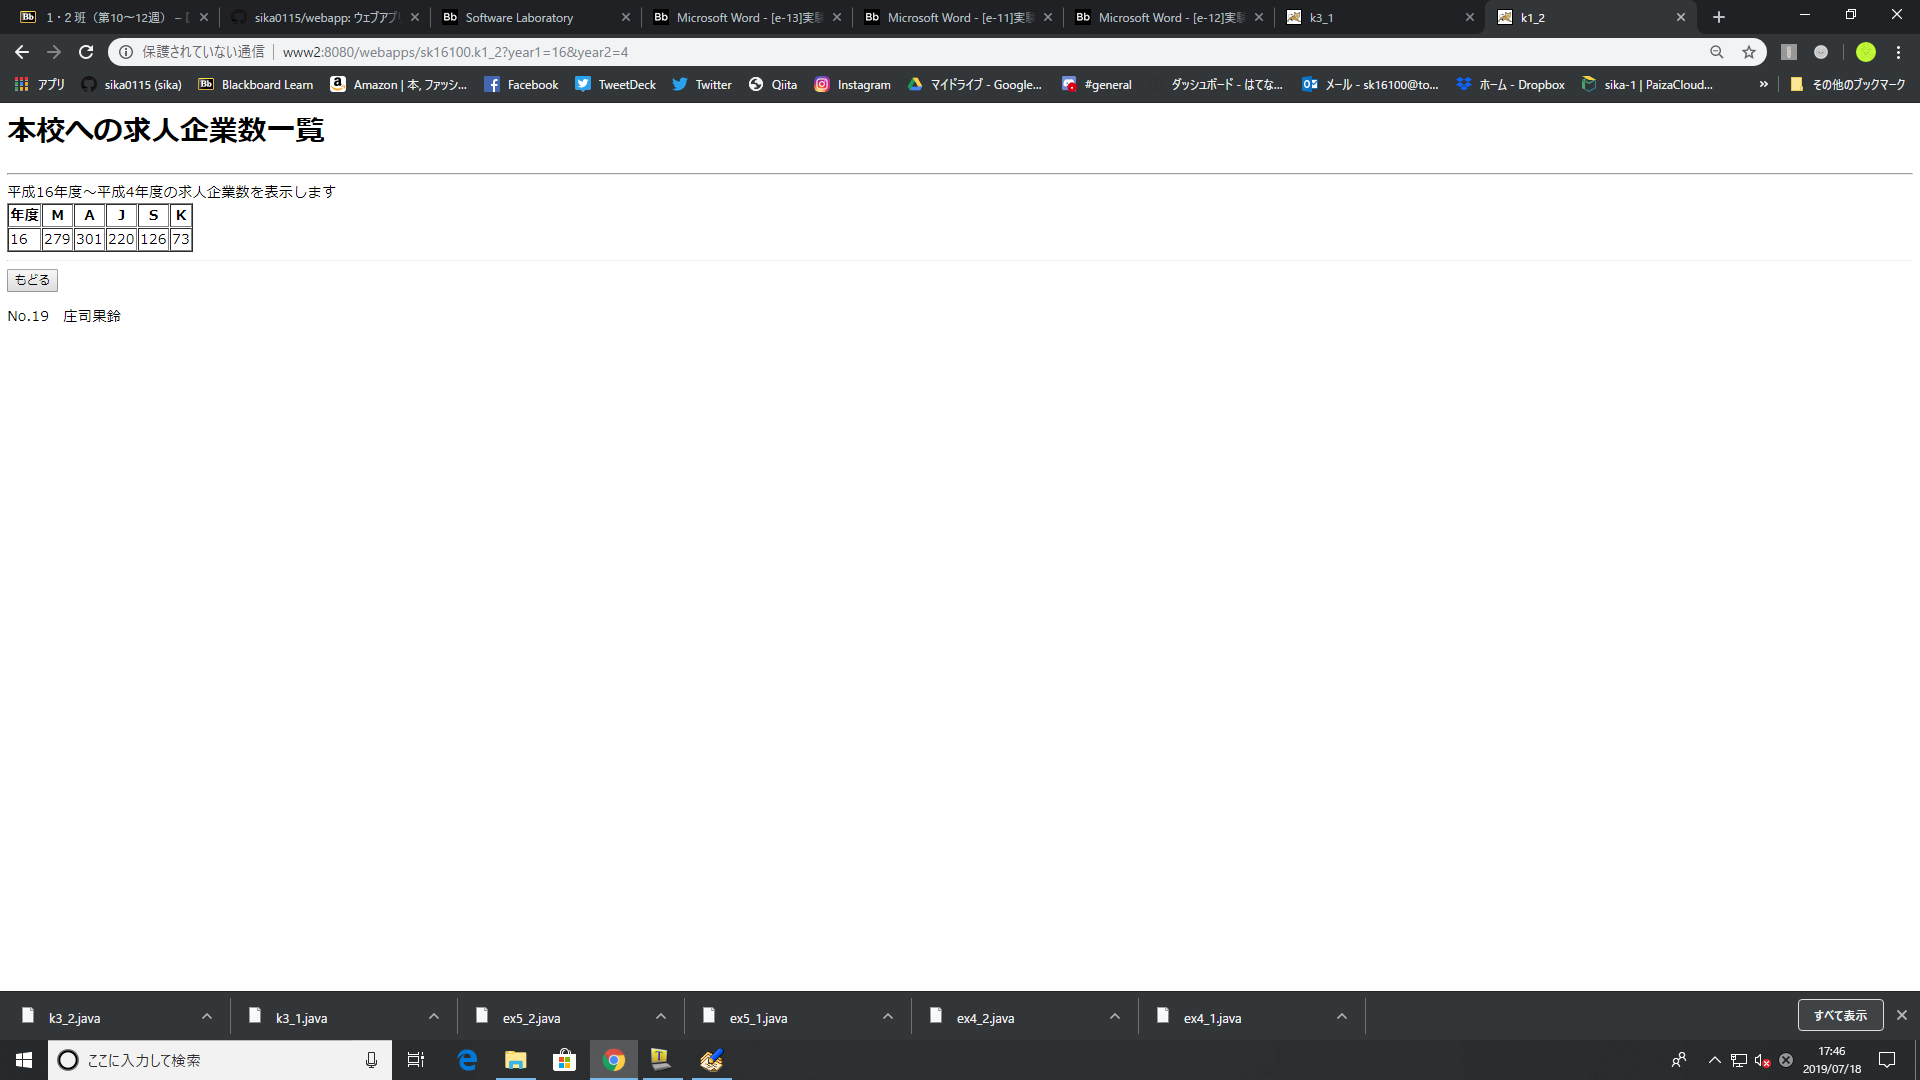 1・2 班（第10～12週） – [
sika0115/webapp: ウェブアプ
Software Laboratory
Microsoft Word - [e-13]実験
Microsoft Word - [e-11]実験
Microsoft Word - [e-12]実験
k3_1
k1_2
保護されていない通信
www2:8080/webapps/sk16100.k1_2?year1=16&year2=4
アプリ
sika0115 (sika)
Blackboard Learn
Amazon | 本, ファッシ...
Facebook
TweetDeck
Twitter
Qiita
Instagram
マイドライブ - Google...
#general
ダッシュボード - はてな...
メール - sk16100@to...
ホーム - Dropbox
sika-1 | PaizaCloud...
»
その他のブックマーク
本校への求人企業数一覧
平成16年度～平成4年度の求人企業数を表示します
年度 M A J S K
16 279 301 220 126 73
もどる
No.19　庄司果鈴
k3_2.java
k3_1.java
ex5_2.java
ex5_1.java
ex4_2.java
ex4_1.java
すべて表示
ここに入力して検索
17:46
2019/07/18